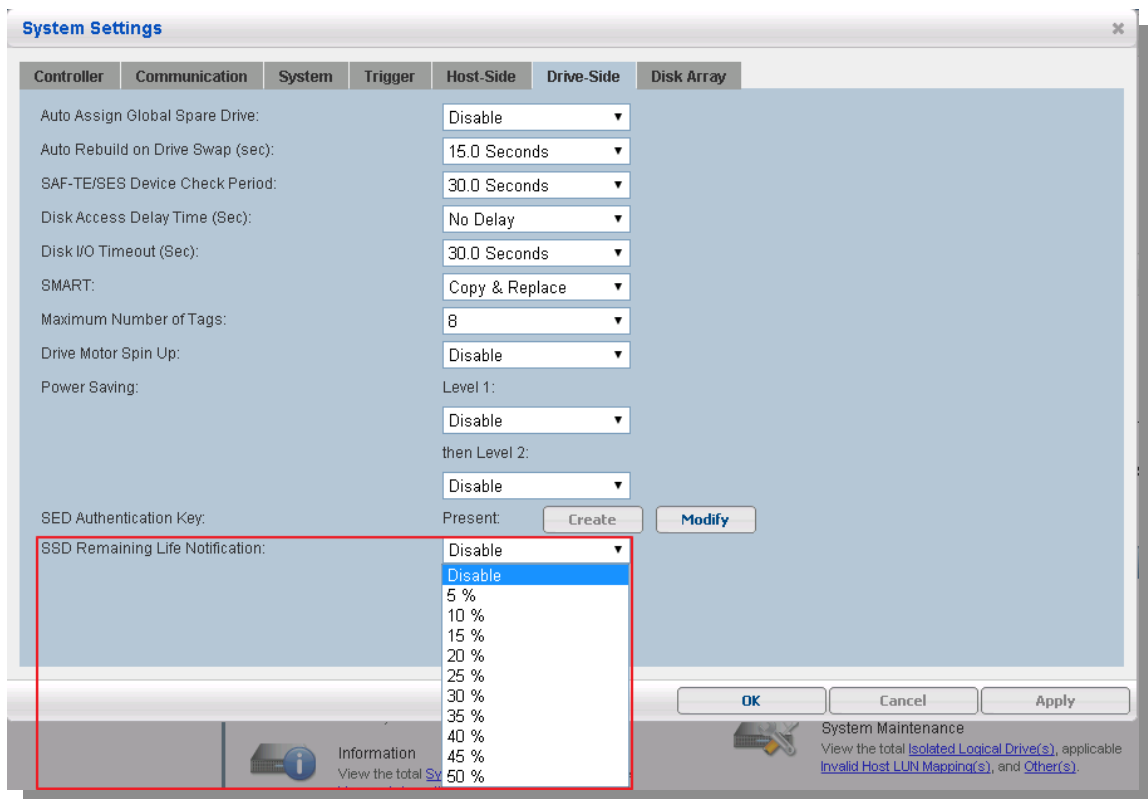 System Settings
Controller Communication System Trigger Host-Side Drive-Side Disk Array
Auto Assign Global Spare Drive: Disable
Auto Rebuild on Drive Swap (sec): 15.0 Seconds
SAF-TE/SES Device Check Period: 30.0 Seconds
Disk Access Delay Time (Sec): No Delay
Disk I/O Timeout (Sec): 30.0 Seconds
SMART: Copy & Replace
Maximum Number of Tags: 8
Drive Motor Spin Up: Disable
Power Saving: Level 1:
Disable
then Level 2:
Disable
SED Authentication Key: Present: Create Modify
SSD Remaining Life Notification: Disable
Disable
5 %
10 %
15 %
20 %
25 %
30 %
35 %
40 %
45 %
50 %
OK Cancel Apply
Information
View the total
System Maintenance
View the total Isolated Logical Drive(s), applicable
Invalid Host LUN Mapping(s), and Other(s).